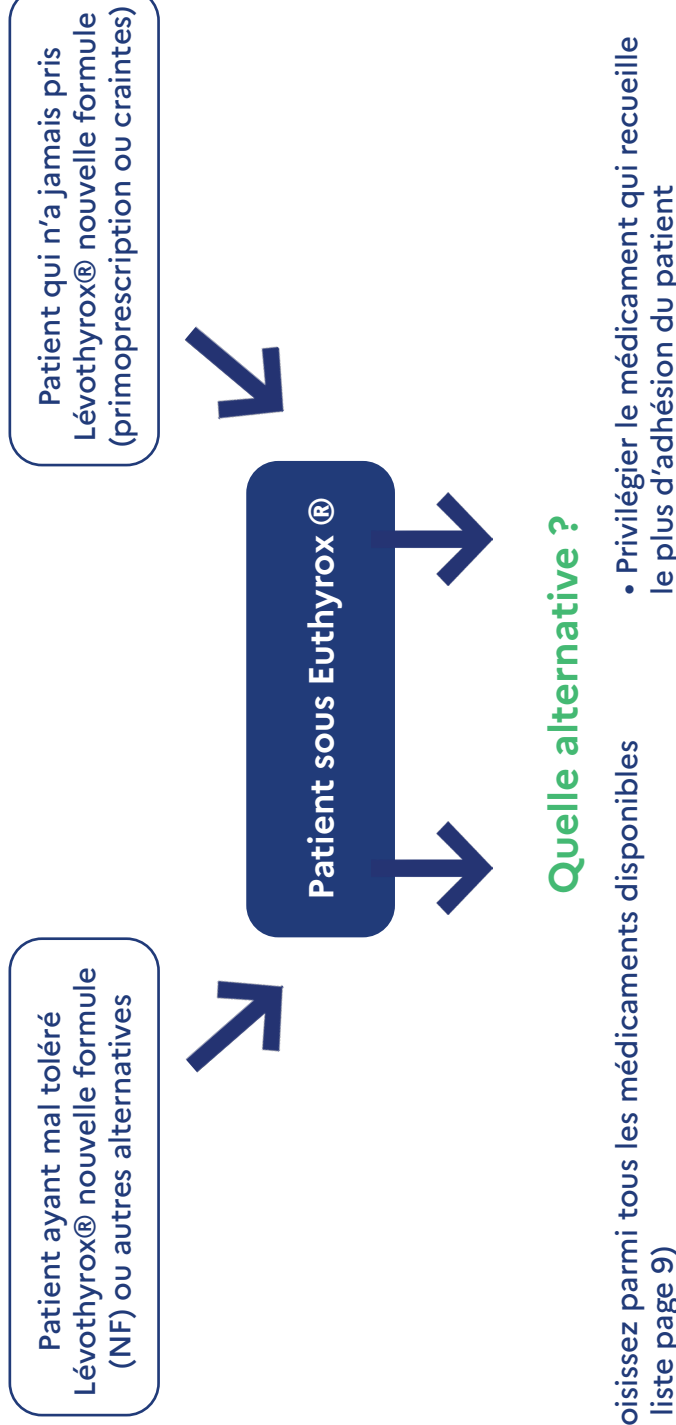 Patient ayant mal toléré
Lévothyrox® nouvelle formule
(NF) ou autres alternatives
Patient qui n'a jamais pris
Lévothyrox® nouvelle formule
(primoprescription ou craintes)
Patient sous Euthyrox ®
Quelle alternative ?
oisissez parmi tous les médicaments disponibles
liste page 9)
• Privilégier le médicament qui recueille
le plus d'adhésion du patient